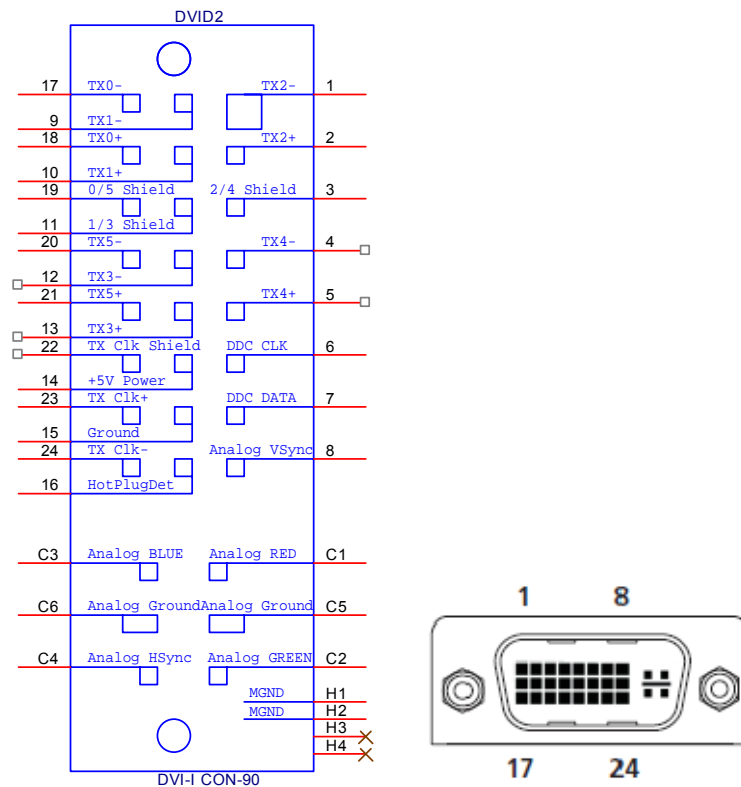 DVID2
17 TX0- TX2- 1
9 TX1-
18 TX0+ TX2+ 2
10 TX1+
19 0/5 Shield 2/4 Shield 3
11 1/3 Shield
20 TX5- TX4- 4
12 TX3-
21 TX5+ TX4+ 5
13 TX3+
22 TX Clk Shield DDC CLK 6
14 +5V Power
23 TX Clk+ DDC DATA 7
15 Ground
24 TX Clk- Analog VSync 8
16 HotPlugDet
C3 Analog BLUE Analog RED C1
C6 Analog Ground Analog Ground C5
C4 Analog HSync Analog GREEN C2
MGND H1
MGND H2
H3
H4
DVI-I CON-90
1 8
17 24